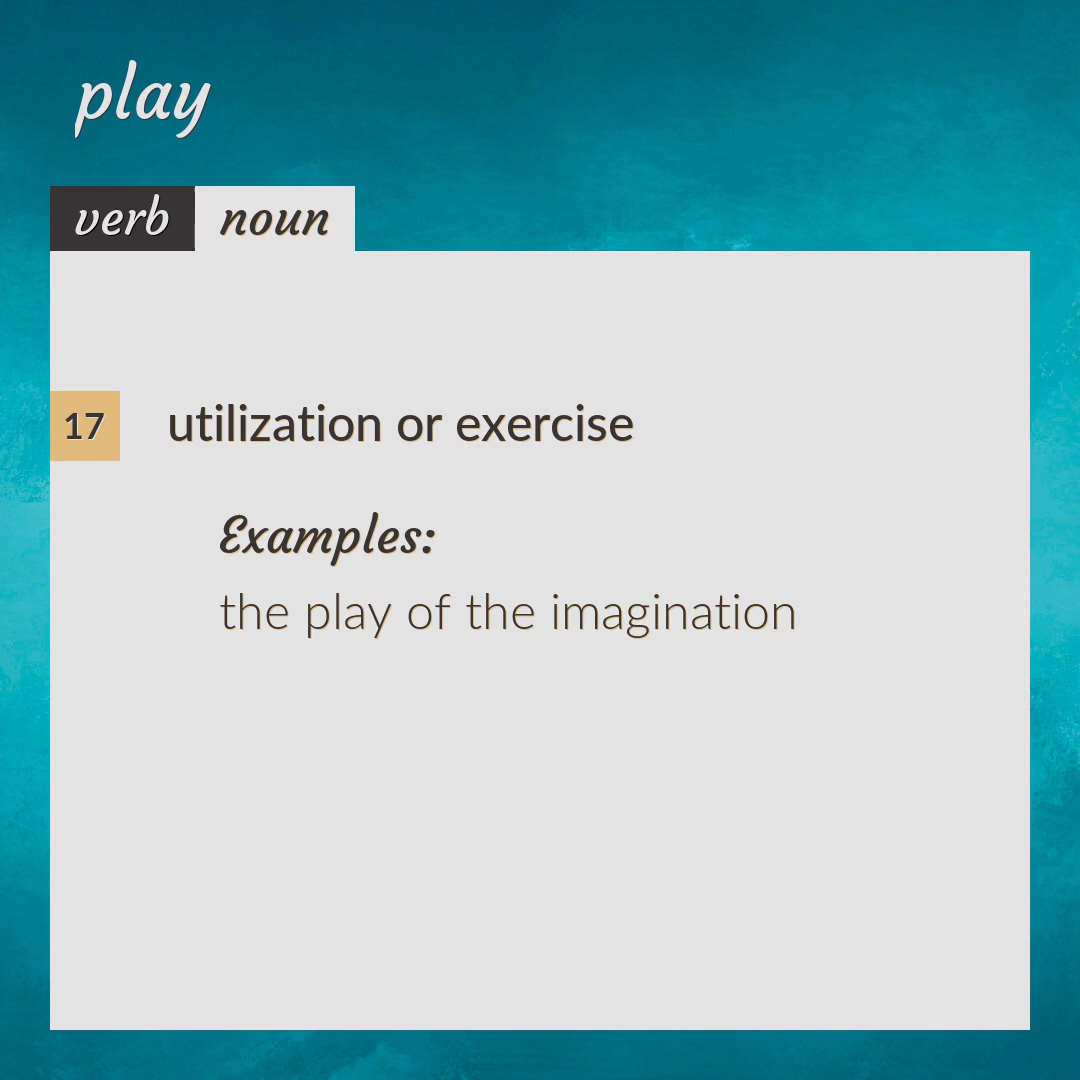 play
verb noun
17 utilization or exercise
Examples:
the play of the imagination